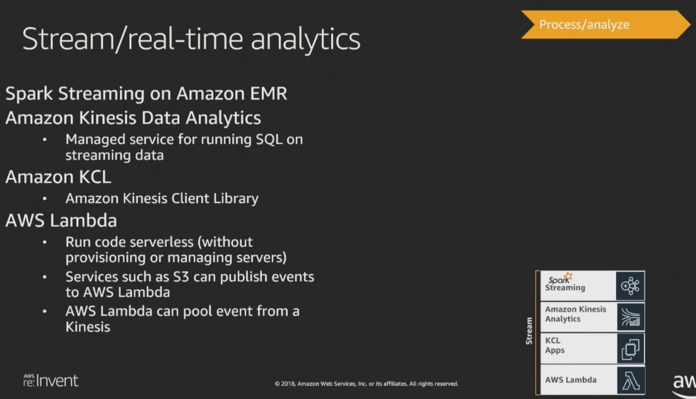 Process/analyze
Stream/real-time analytics
Spark Streaming on Amazon EMR
Amazon Kinesis Data Analytics
• Managed service for running SQL on
streaming data
Amazon KCL
• Amazon Kinesis Client Library
AWS Lambda
• Run code serverless (without
provisioning or managing servers)
• Services such as S3 can publish events
to AWS Lambda
• AWS Lambda can pool event from a
Kinesis
Stream
Spark
Streaming
Amazon Kinesis
Analytics
KCL
Apps
AWS Lambda
AWS
re:Invent
© 2018, Amazon Web Services, Inc. or its affiliates. All rights reserved.
aw